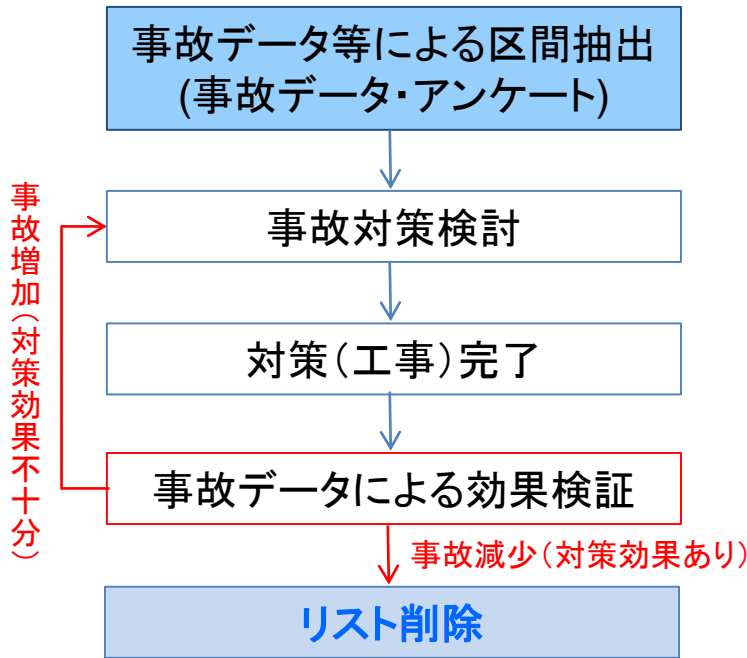 事故データ等による区間抽出
(事故データ・アンケート)
事故対策検討
対策(工事)完了
事故データによる効果検証
事故増加(対策効果不十分)
事故減少(対策効果あり)
リスト削除